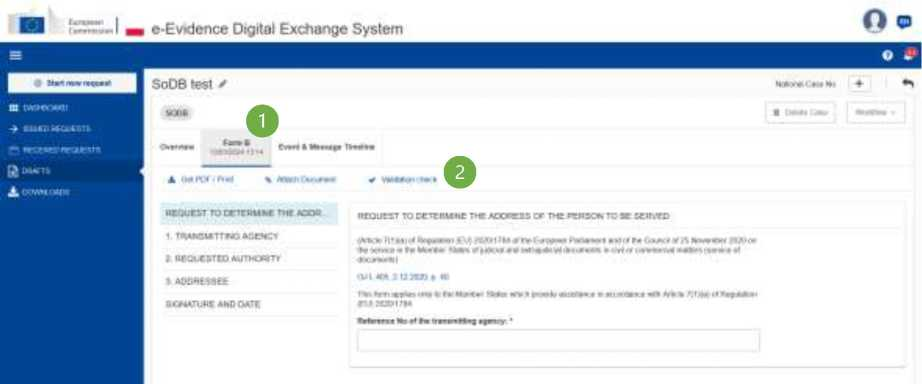 European
Commission
e-Evidence Digital Exchange System
Start new request
SoDB test
National Case No
DASHBOARD
SODB
Delete Case
Workflow
ISSUED REQUESTS
1
RECEIVED REQUESTS
Overview
Form B
Event & Message Timeline
DRAFTS
Get PDF / Print
Attach Document
Validation check
2
DOWNLOADS
REQUEST TO DETERMINE THE ADDR...
1. TRANSMITTING AGENCY
2. REQUESTED AUTHORITY
3. ADDRESSEE
SIGNATURE AND DATE
REQUEST TO DETERMINE THE ADDRESS OF THE PERSON TO BE SERVED
(Article 7(1)(a) of Regulation (EU) 2020/1784 of the European Parliament and of the Council of 25 November 2020 on
the service in the Member States of judicial and extrajudicial documents in civil or commercial matters (service of
documents)
OJ L 405, 2.12.2020, p. 40
This form applies only to the Member States which provide assistance in accordance with Article 7(1)(a) of Regulation
(EU) 2020/1784
Reference No of the transmitting agency: *